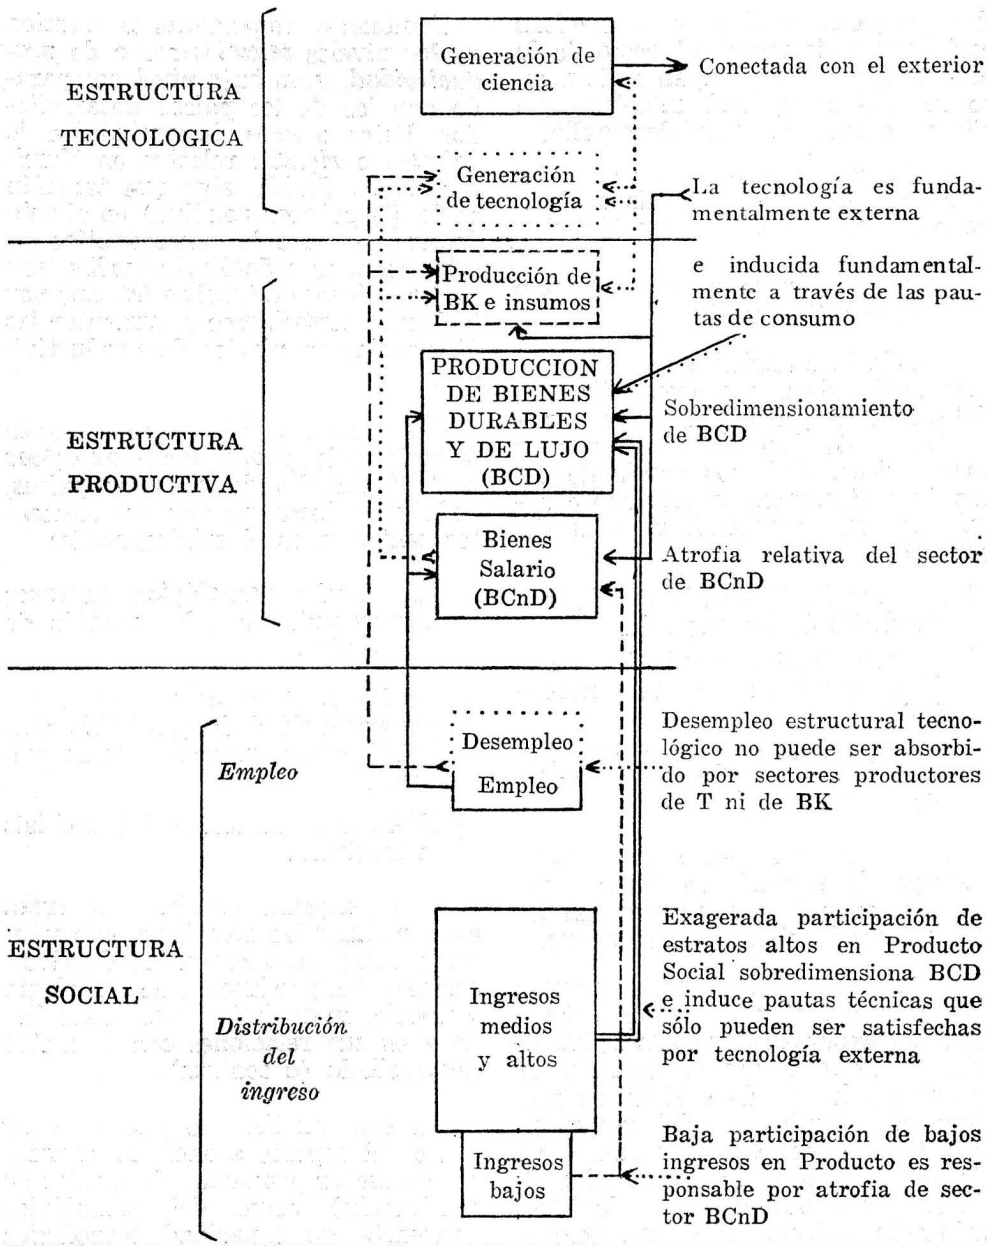 ESTRUCTURA
TECNOLOGICA
Generación de
ciencia
Conectada con el exterior
Generación
de tecnología
La tecnología es funda-
mentalmente externa
ESTRUCTURA
PRODUCTIVA
Producción de
BK e insumos
e inducida fundamental-
mente a través de las pau-
tas de consumo
PRODUCCION
DE BIENES
DURABLES
Y DE LUJO
(BCD)
Sobredimensionamiento
de BCD
Bienes
Salario
(BCnD)
Atrofia relativa del sector
de BCnD
ESTRUCTURA
SOCIAL
Empleo
Desempleo
Empleo
Desempleo estructural tecno-
lógico no puede ser absorbi-
do por sectores productores
de T ni de BK
Distribución
del
ingreso
Ingresos
medios
y altos
Exagerada participación de
estratos altos en Producto
Social sobredimensiona BCD
e induce pautas técnicas que
sólo pueden ser satisfechas
por tecnología externa
Ingresos
bajos
Baja participación de bajos
ingresos en Producto es res-
ponsable por atrofia de sec-
tor BCnD